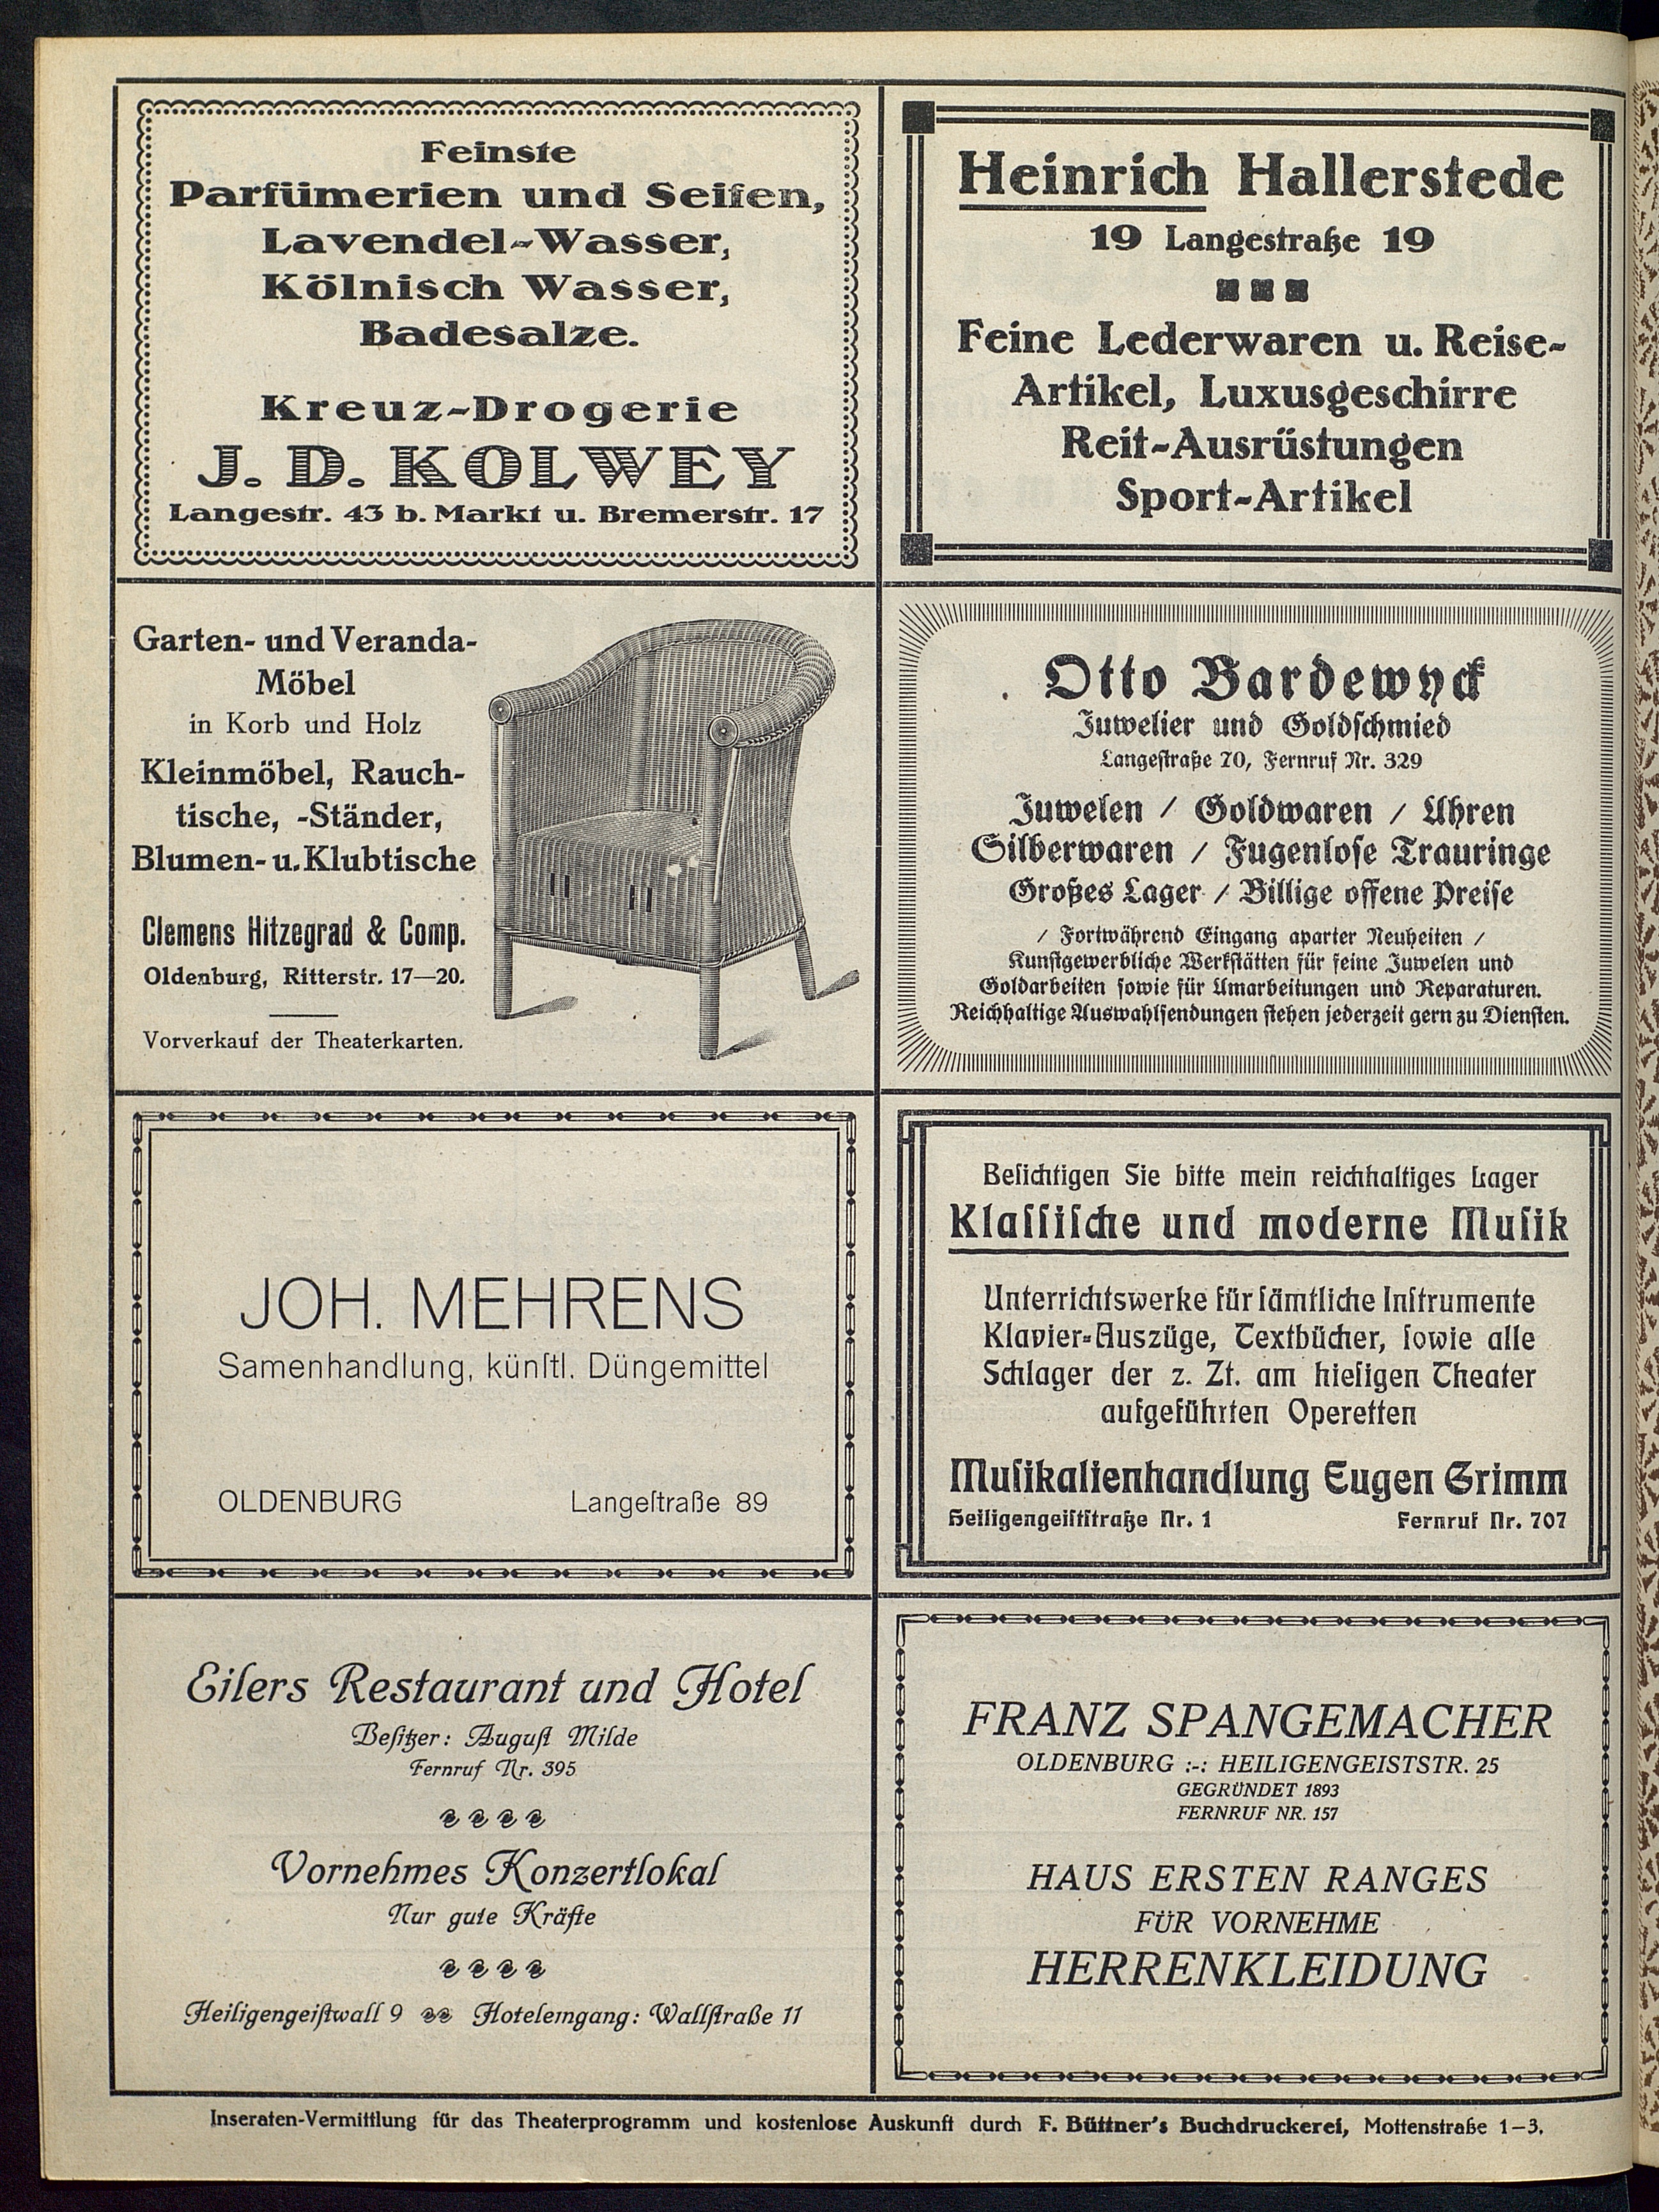 Feinste
Parfümerien und Seifen,
Lavendel-Wasser,
Kölnisch Wasser,
Badesalze.
Kreuz-Drogerie
J. D. KOLWEY
Langestr. 43 b. Markt u. Bremerstr. 17
Heinrich Hallerstede
19 Langestraße 19
Feine Lederwaren u. Reise-
Artikel, Luxusgeschirre
Reit-Ausrüstungen
Sport-Artikel
Garten- und Veranda-
Möbel
in Korb und Holz
Kleinmöbel, Rauch-
tische, -Ständer,
Blumen- u. Klubtische
Clemens Hitzegrad & Comp.
Oldenburg, Ritterstr. 17—20.
Vorverkauf der Theaterkarten.
Otto Bardewyck
Juwelier und Goldſchmied
Langeſtraße 70, Fernruf Nr. 329
Juwelen / Goldwaren / Uhren
Silberwaren / Fugenloſe Trauringe
Großes Lager / Billige offene Preiſe
/ Fortwährend Eingang aparter Neuheiten /
Kunſtgewerbliche Werkſtätten für feine Juwelen und
Goldarbeiten ſowie für Umarbeitungen und Reparaturen.
Reichhaltige Auswahlſendungen ſtehen jederzeit gern zu Dienſten.
JOH. MEHRENS
Samenhandlung, künſtl. Düngemittel
OLDENBURG Langeſtraße 89
Beſichtigen Sie bitte mein reichhaltiges Lager
Klaſſiſche und moderne Muſik
Unterrichtswerke für ſämtliche Inſtrumente
Klavier-Auszüge, Textbücher, ſowie alle
Schlager der z. Zt. am hieſigen Theater
aufgeführten Operetten
Muſikalienhandlung Eugen Grimm
Heiligengeiſtſtraße Nr. 1 Fernruf Nr. 707
Eilers Restaurant und Hotel
Beſitzer: Auguſt Milde
Fernruf Nr. 395
Vornehmes Konzertlokal
Nur gute Kräfte
Heiligengeiſtwall 9 Hoteleingang: Wallſtraße 11
FRANZ SPANGEMACHER
OLDENBURG :-: HEILIGENGEISTSTR. 25
GEGRÜNDET 1893
FERNRUF NR. 157
HAUS ERSTEN RANGES
FÜR VORNEHME
HERRENKLEIDUNG
Inseraten-Vermittlung für das Theaterprogramm und kostenlose Auskunft durch F. Büttner's Buchdruckerei, Mottenstraße 1—3.